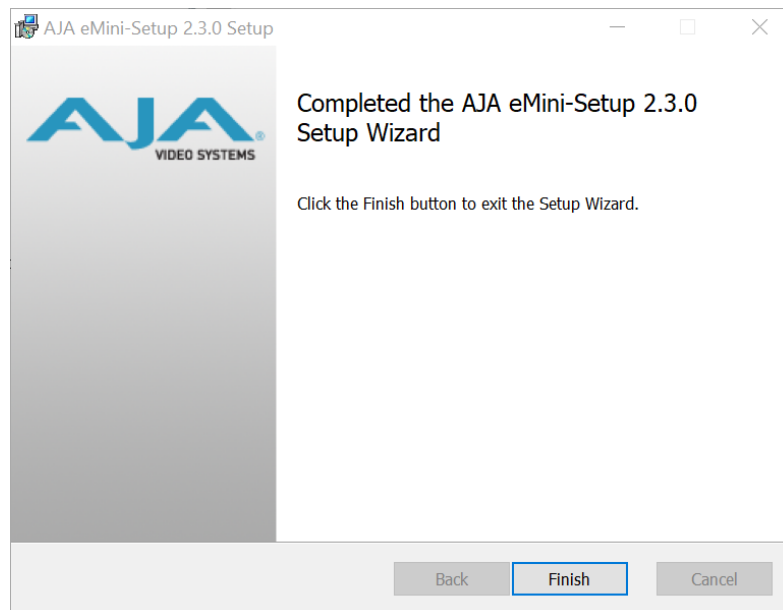 AJA eMini-Setup 2.3.0 Setup
AJA®
VIDEO SYSTEMS
Completed the AJA eMini-Setup 2.3.0
Setup Wizard
Click the Finish button to exit the Setup Wizard.
Back
Finish
Cancel